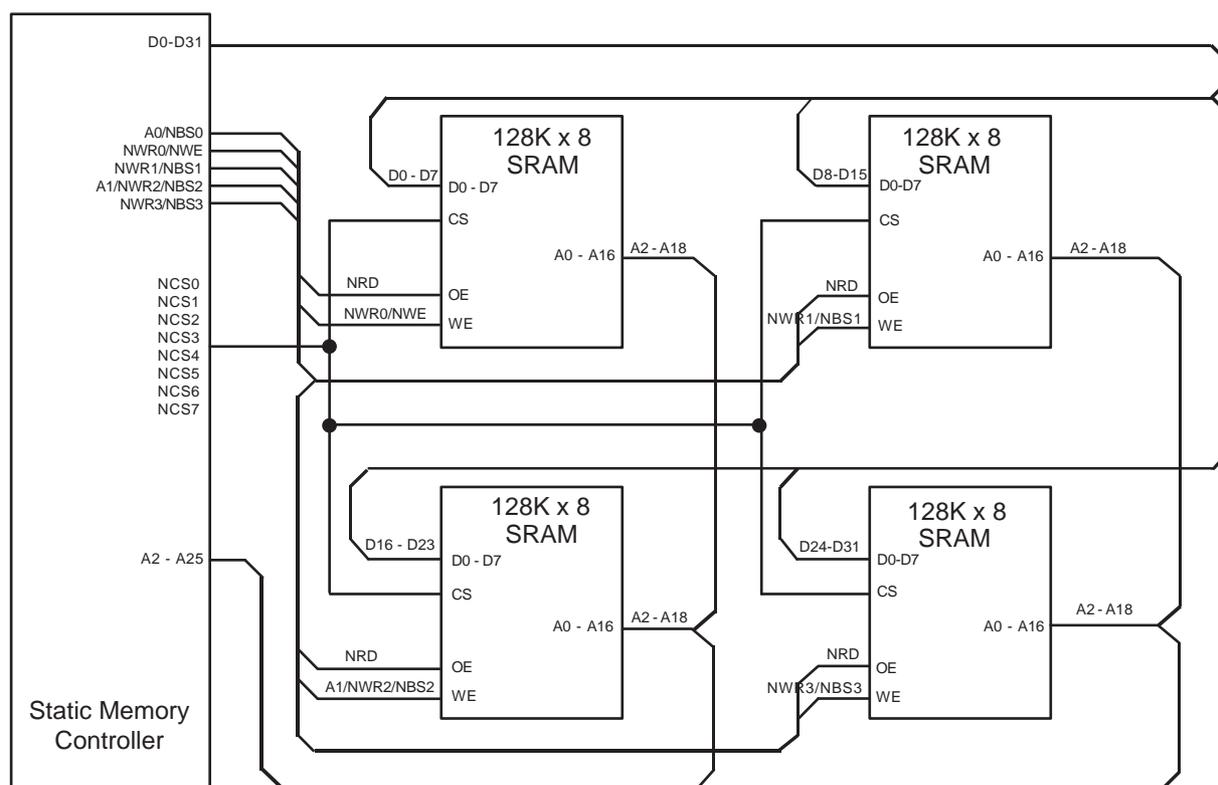 D0-D31
A0/NBS0
NWR0/NWE
NWR1/NBS1
A1/NWR2/NBS2
NWR3/NBS3
NCS0
NCS1
NCS2
NCS3
NCS4
NCS5
NCS6
NCS7
A2 - A25
Static Memory
Controller
128K x 8
SRAM
D0 - D7
D0 - D7
CS
A0 - A16
A2 - A18
NRD
OE
NWR0/NWE
WE
128K x 8
SRAM
D8-D15
D0-D7
CS
A0 - A16
A2 - A18
NRD
OE
NWR1/NBS1
WE
128K x 8
SRAM
D16 - D23
D0 - D7
CS
A0 - A16
A2 - A18
NRD
OE
A1/NWR2/NBS2
WE
128K x 8
SRAM
D24-D31
D0-D7
CS
A0 - A16
A2 - A18
NRD
OE
NWR3/NBS3
WE